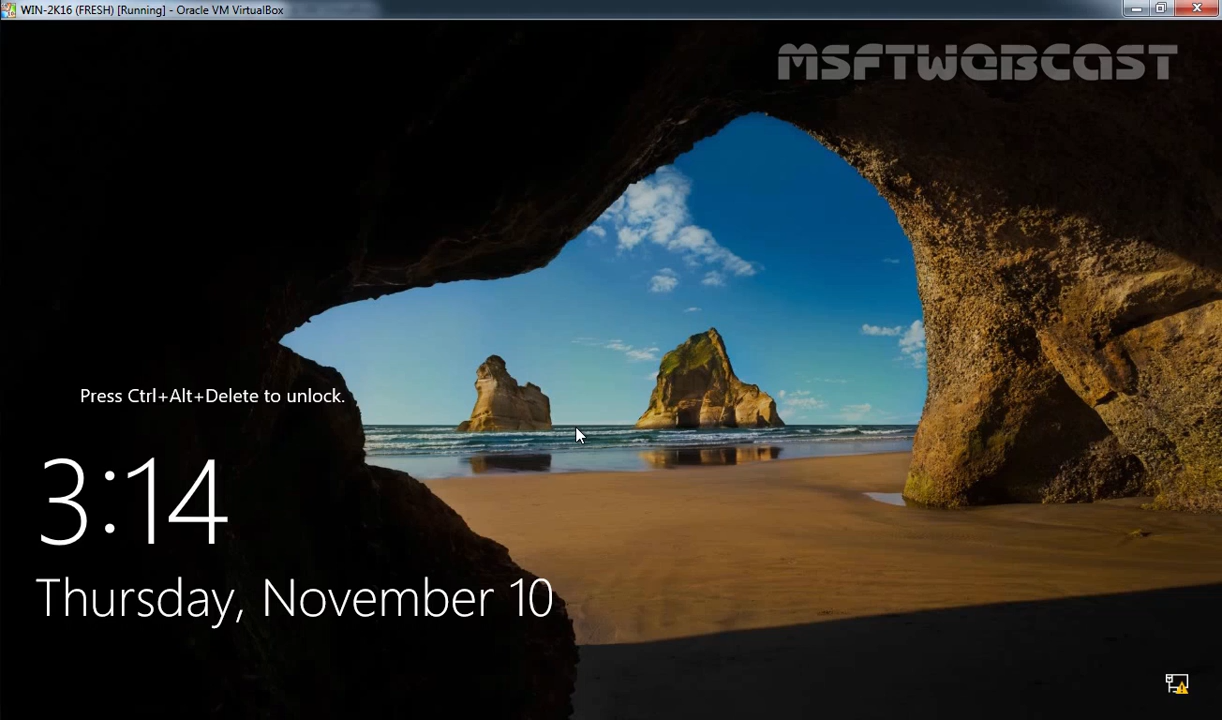 WIN-2K16 (FRESH) [Running] - Oracle VM VirtualBox
MSFTWEBCAST
Press Ctrl+Alt+Delete to unlock.
3:14
Thursday, November 10